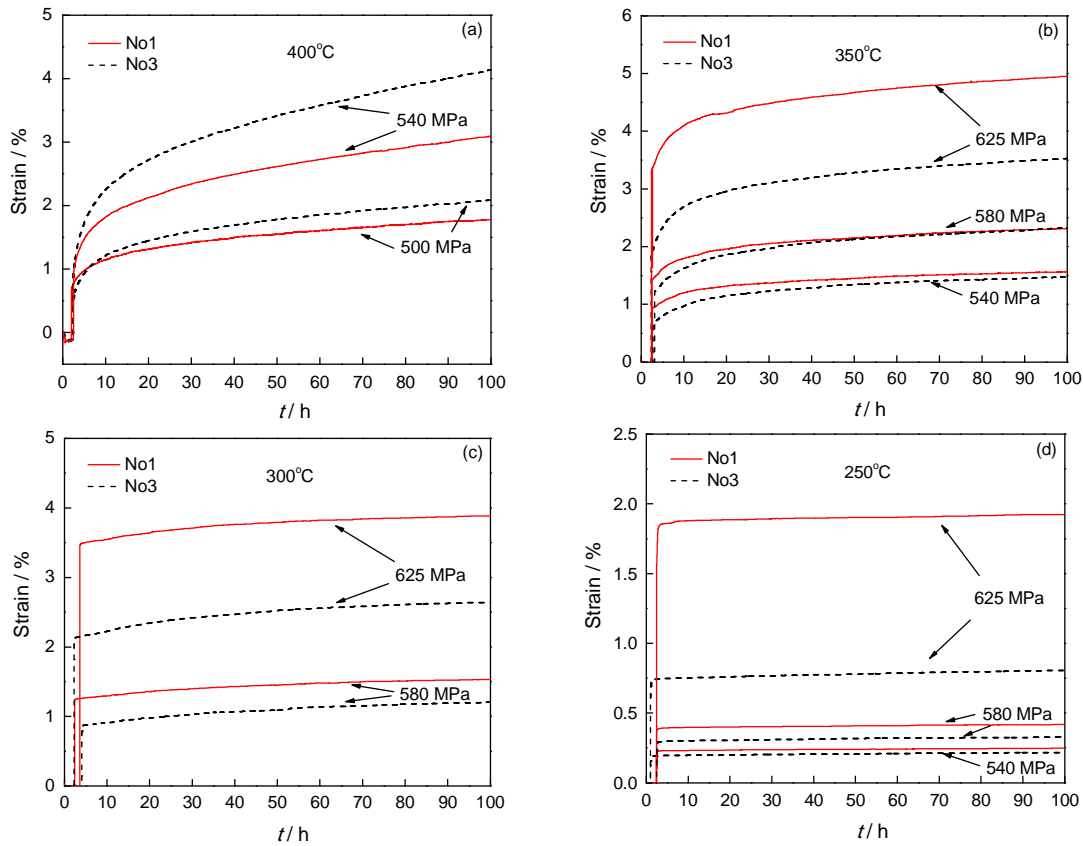 (a)
No1
No3
400°C
540 MPa
500 MPa
5
4
3
2
1
0
Strain / %
0 10 20 30 40 50 60 70 80 90 100
t / h
(b)
No1
No3
350°C
625 MPa
580 MPa
540 MPa
6
5
4
3
2
1
0
Strain / %
0 10 20 30 40 50 60 70 80 90 100
t / h
(c)
No1
No3
300°C
625 MPa
580 MPa
5
4
3
2
1
0
Strain / %
0 10 20 30 40 50 60 70 80 90 100
t / h
(d)
No1
No3
250°C
625 MPa
580 MPa
540 MPa
2.5
2.0
1.5
1.0
0.5
0.0
Strain / %
0 10 20 30 40 50 60 70 80 90 100
t / h